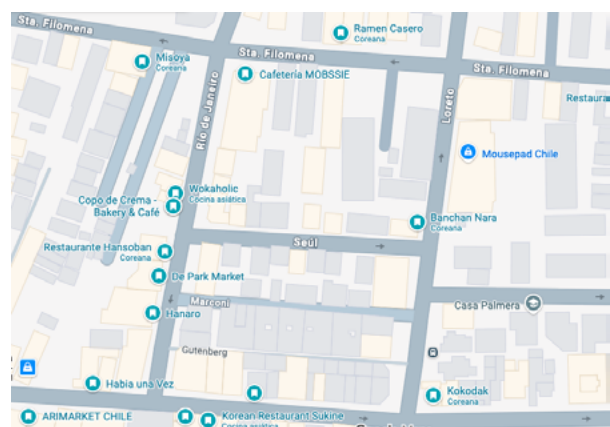 Sta. Filomena
Ramen Casero
Coreana
Misoya
Coreana
Sta. Filomena
Sta. Filomena
Cafetería MOBSSIE
Río de Janeiro
Loreto
Restaura
Mousepad Chile
Wokaholic
Cocina asiática
Copo de Crema -
Bakery & Café
Banchan Nara
Coreana
Seúl
Restaurante Hansoban
Coreana
De Park Market
Marconi
Casa Palmera
Hanaro
Gutenberg
Había una Vez
Kokodak
Coreana
ARIMARKET CHILE
Korean Restaurant Sukine
Cocina asiática